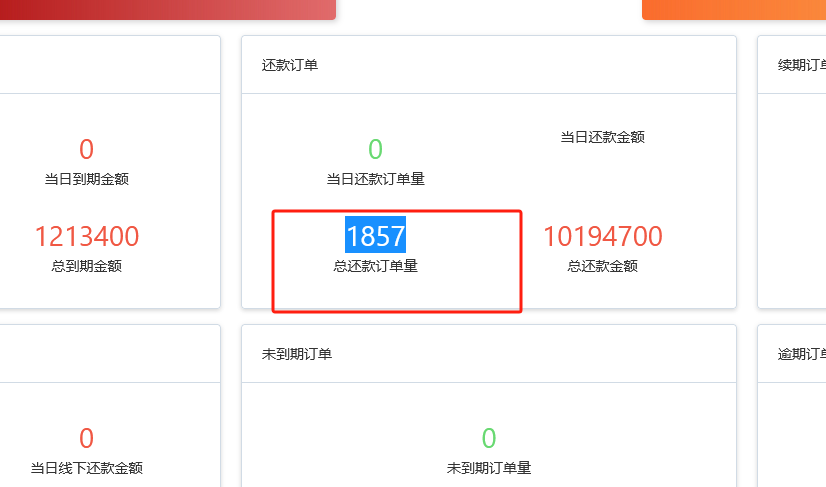 还款订单
续期订单
0
当日到期金额
0
当日还款订单量
当日还款金额
1213400
总到期金额
1857
总还款订单量
10194700
总还款金额
未到期订单
逾期订单
0
当日线下还款金额
0
未到期订单量